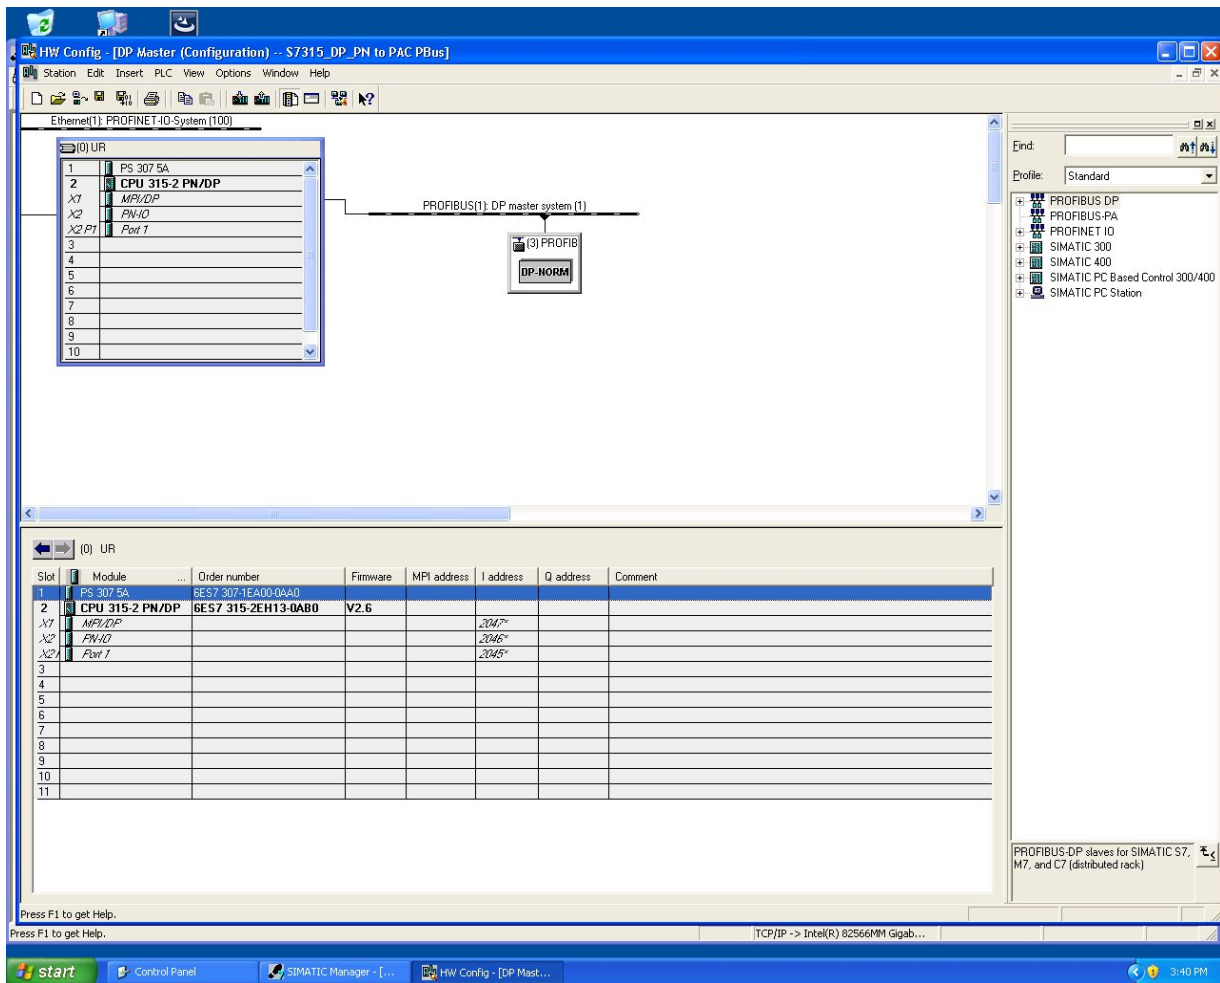 HW Config - [DP Master (Configuration) -- S7315_DP_PN to PAC PBus]
Station Edit Insert PLC View Options Window Help
Ethernet(1): PROFINET-IO-System (100)
(0) UR
1 PS 307 5A
2 CPU 315-2 PN/DP
X1 MPI/DP
X2 PN-IO
X2 P1 Port 1
3
4
5
6
7
8
9
10
PROFIBUS(1): DP master system (1)
(3) PROFIB
DP-NORM
Find:
Profile: Standard
PROFIBUS DP
PROFIBUS-PA
PROFINET IO
SIMATIC 300
SIMATIC 400
SIMATIC PC Based Control 300/400
SIMATIC PC Station
(0) UR
Slot Module ... Order number Firmware MPI address I address Q address Comment
1 PS 307 5A 6ES7 307-1EA00-0AA0
2 CPU 315-2 PN/DP 6ES7 315-2EH13-0AB0 V2.6
X1 MPI/DP 2047*
X2 PN-IO 2046*
X2 Port 1 2045*
3
4
5
6
7
8
9
10
11
PROFIBUS-DP slaves for SIMATIC S7,
M7, and C7 (distributed rack)
Press F1 to get Help.
Press F1 to get Help. TCP/IP -> Intel(R) 82566MM Gigab...
start Control Panel SIMATIC Manager - [... HW Config - [DP Mast... 3:40 PM